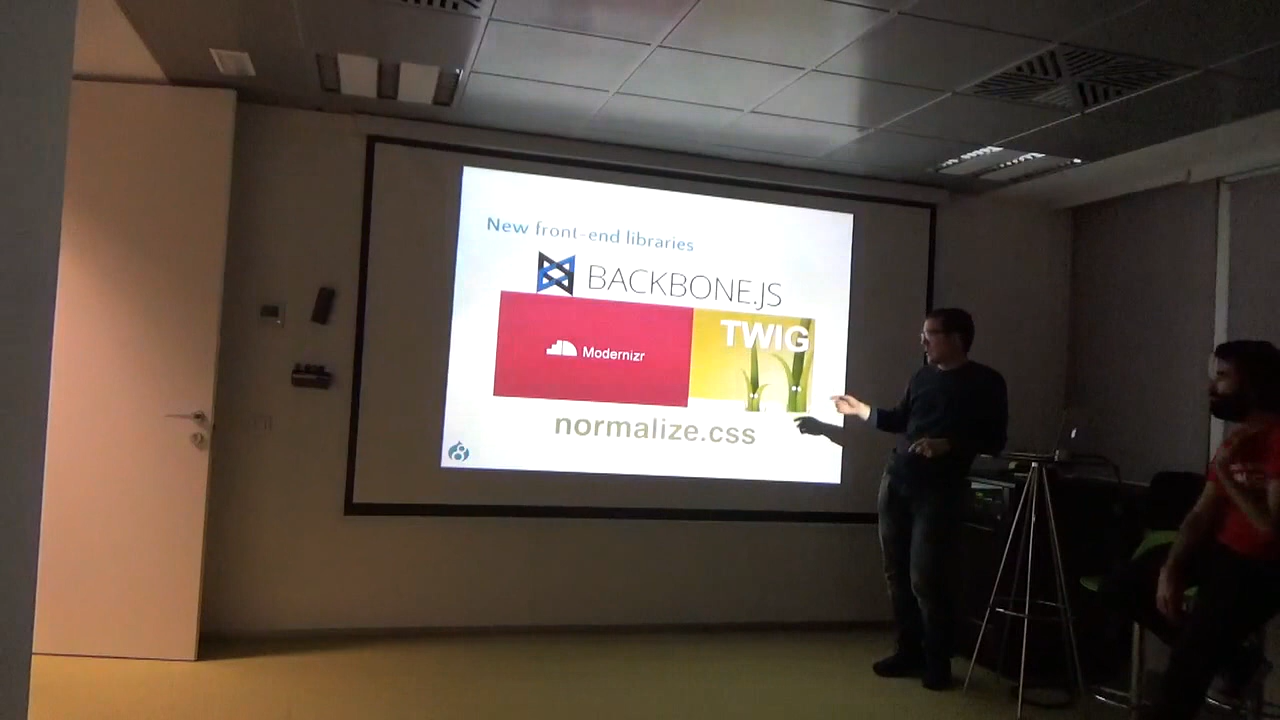 New front-end libraries
BACKBONE.JS
Modernizr
TWIG
normalize.css